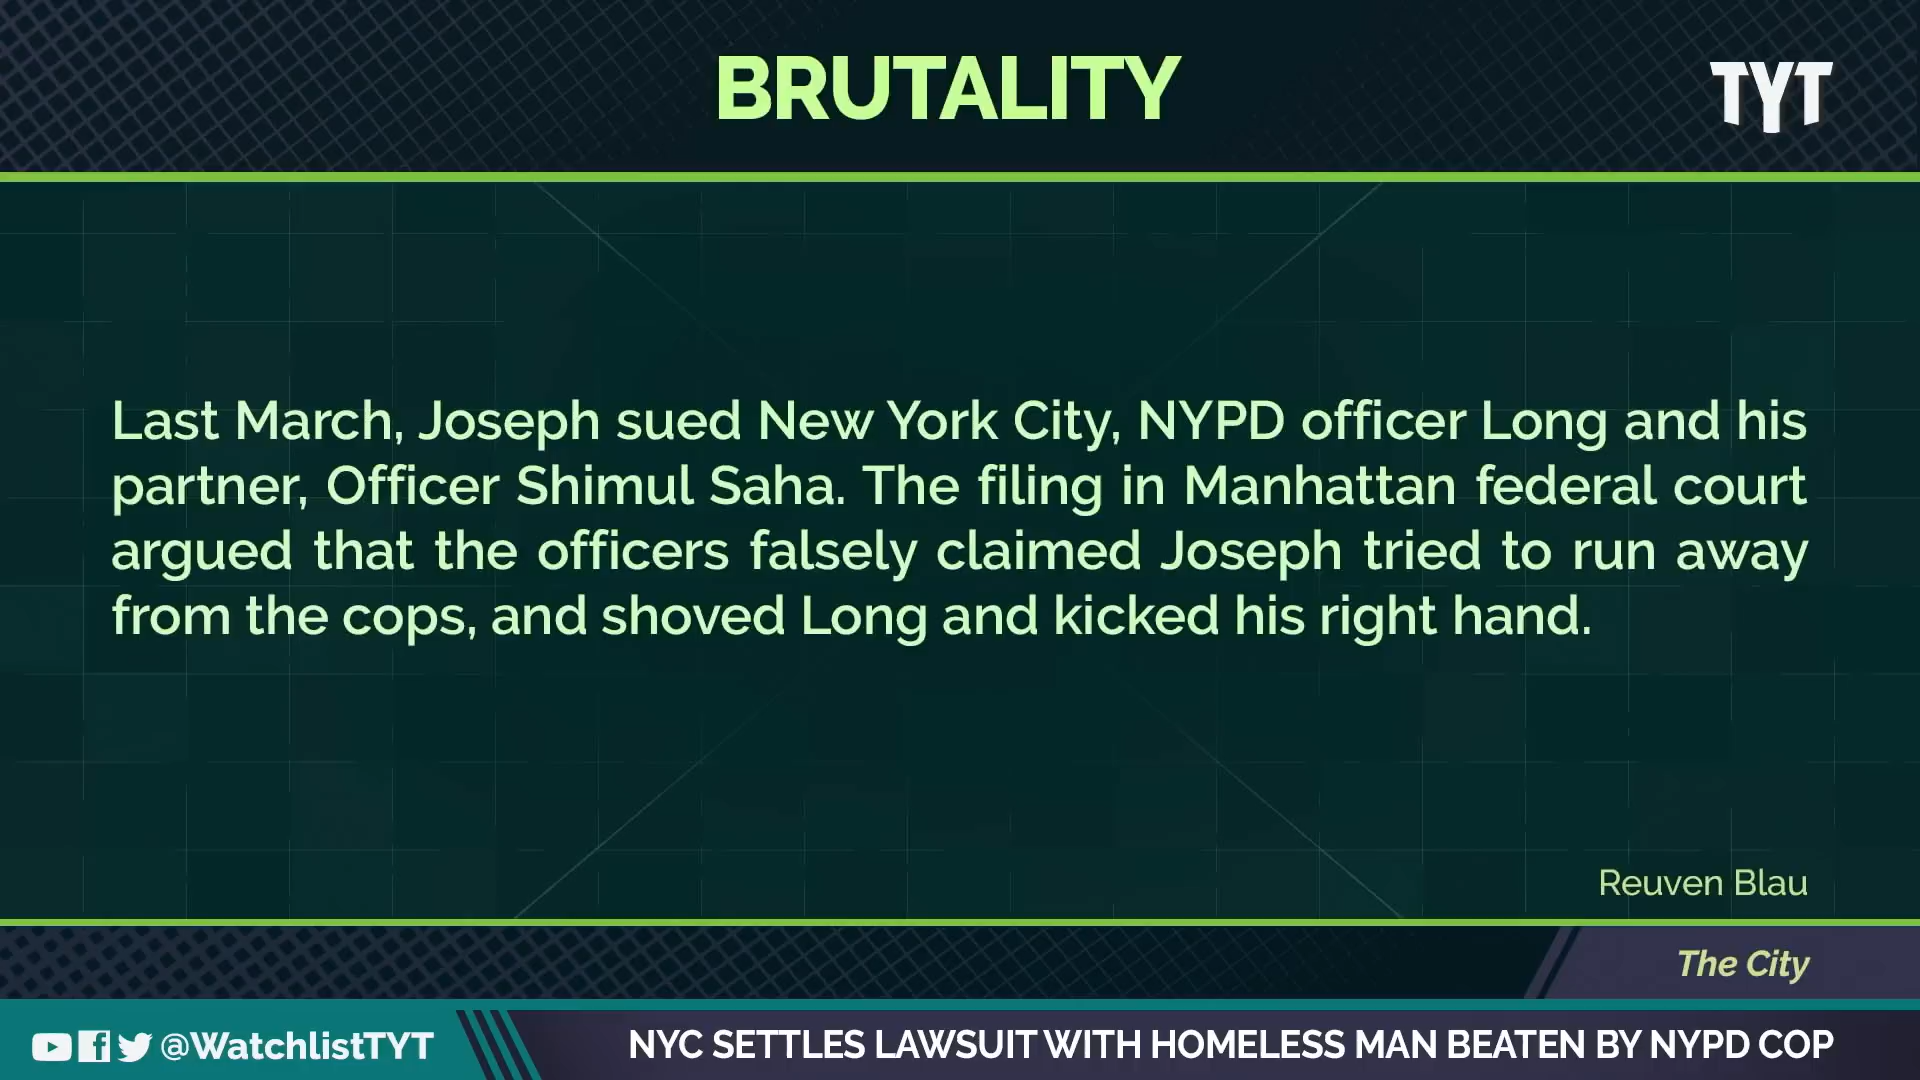 BRUTALITY
TYT
Last March, Joseph sued New York City, NYPD officer Long and his
partner, Officer Shimul Saha. The filing in Manhattan federal court
argued that the officers falsely claimed Joseph tried to run away
from the cops, and shoved Long and kicked his right hand.
Reuven Blau
The City
@WatchlistTYT
NYC SETTLES LAWSUIT WITH HOMELESS MAN BEATEN BY NYPD COP